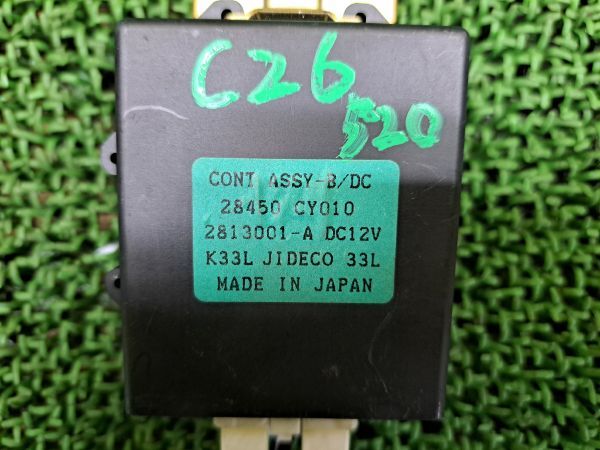 C26
520
CONT ASSY-B/DC
28450 CY010
2813001-A DC12V
K33L JIDECO 33L
MADE IN JAPAN